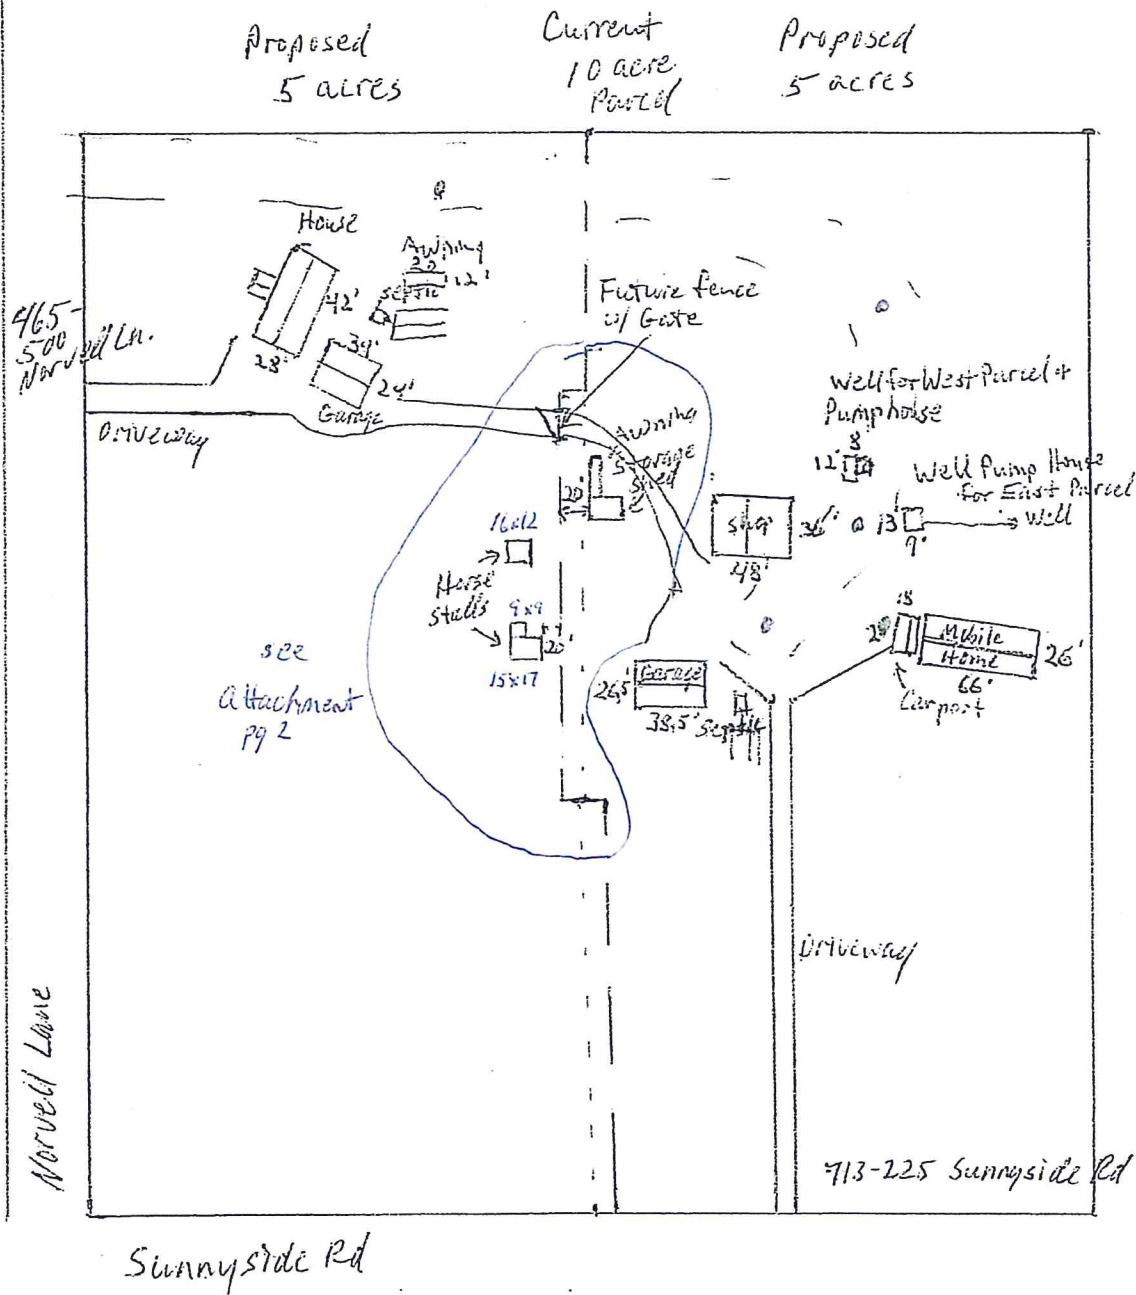 Proposed
5 acres
Current
10 acre
Parcel
Proposed
5 acres
House
Awning
12'
Septic
42'
28'
465-
500
Norvell Ln.
39'
24'
Garage
Driveway
Future fence
w/ Gate
Awning
Storage
Shed
20'
16x12
Horse
Stalls
9x9
20'
15x17
see
Attachment
pg 2
Well for West Parcel +
Pumphouse
8'
12'
Well Pump House
for East Parcel
Well
13'
9'
Shop
36'
48'
18
Mobile
Home
26'
66'
Carport
Garage
26.5'
38.5'
Septic
Driveway
Norvell Lane
713-225 Sunnyside Rd
Sunnyside Rd